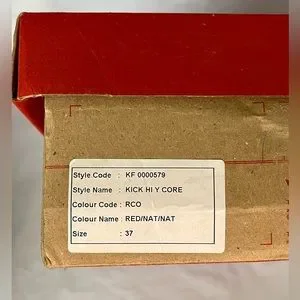 Style Code : KF 0000579
Style Name : KICK HI Y CORE
Colour Code : RCO
Colour Name : RED/NAT/NAT
Size : 37